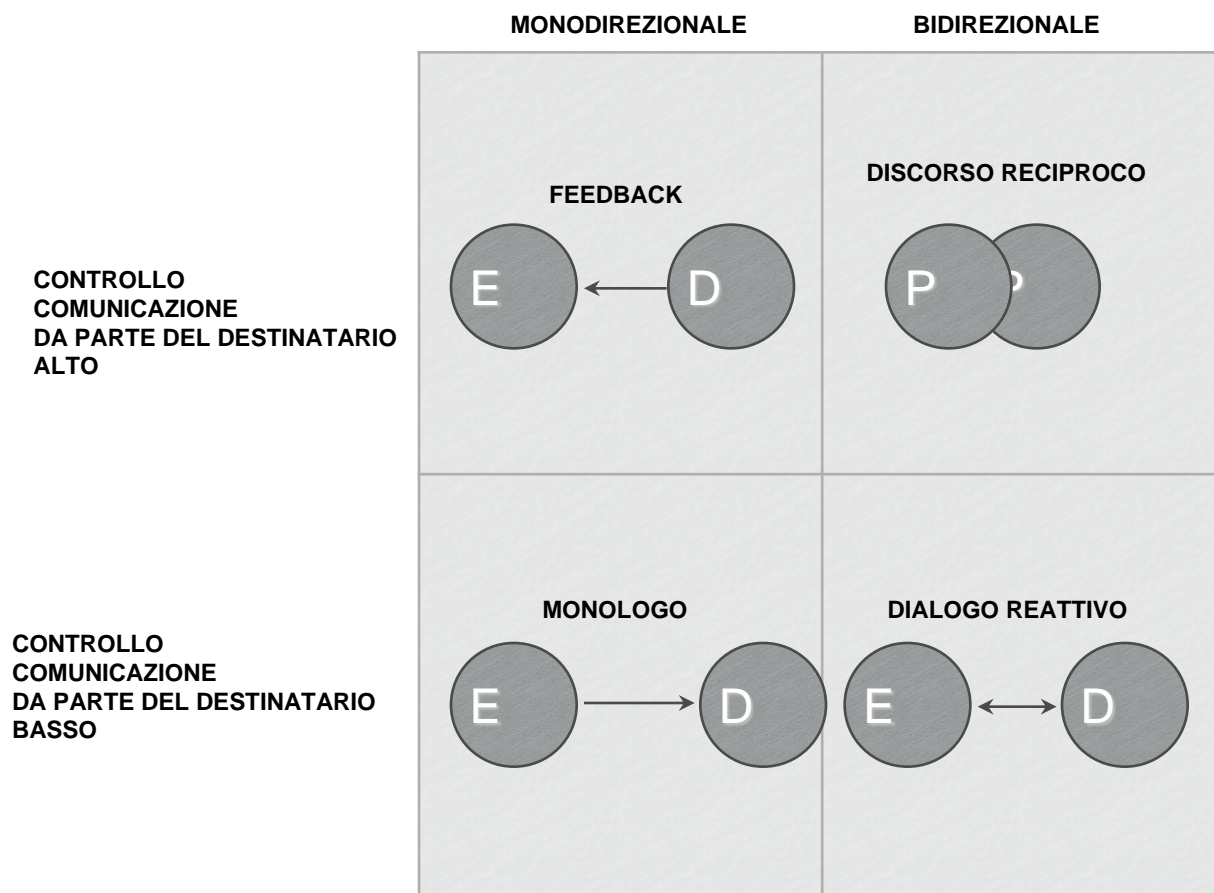 MONODIREZIONALE BIDIREZIONALE
FEEDBACK
DISCORSO RECIPROCO
E D
P P
CONTROLLO
COMUNICAZIONE
DA PARTE DEL DESTINATARIO
ALTO
MONOLOGO
DIALOGO REATTIVO
E D
E D
CONTROLLO
COMUNICAZIONE
DA PARTE DEL DESTINATARIO
BASSO